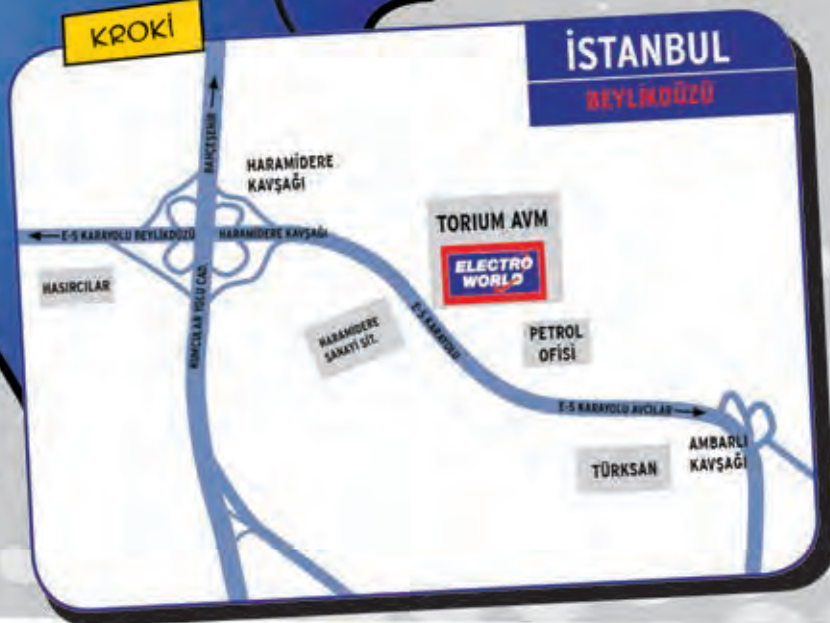 KROKİ
İSTANBUL
BEYLİKDÜZÜ
BAHÇEŞEHİR
HARAMİDERE
KAVŞAĞI
E-5 KARAYOLU BEYLİKDÜZÜ
HARAMİDERE KAVŞAĞI
TORIUM AVM
ELECTRO
WORLD
HASIRCILAR
KUMCULAR YOLU CAD.
HARAMİDERE
SANAYİ SİT.
E-5 KARAYOLU
PETROL
OFİSİ
E-5 KARAYOLU AVCILAR
TÜRKSAN
AMBARLI
KAVŞAĞI